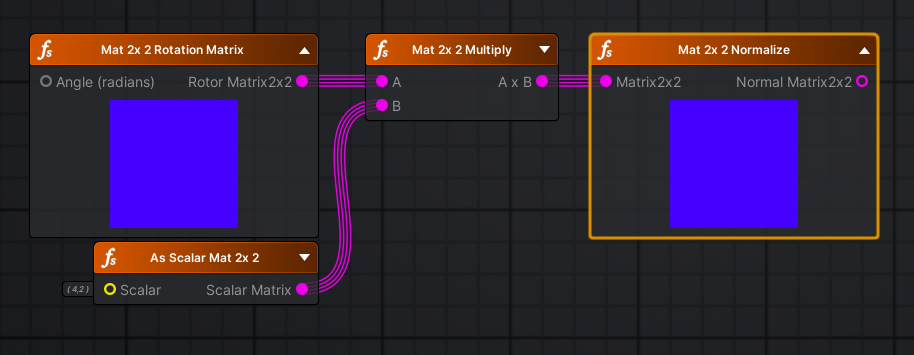 fs Mat 2x 2 Rotation Matrix
Angle (radians) Rotor Matrix2x2
fs Mat 2x 2 Multiply
A A x B
B
fs Mat 2x 2 Normalize
Matrix2x2 Normal Matrix2x2
fs As Scalar Mat 2x 2
( 4,2 ) Scalar Scalar Matrix